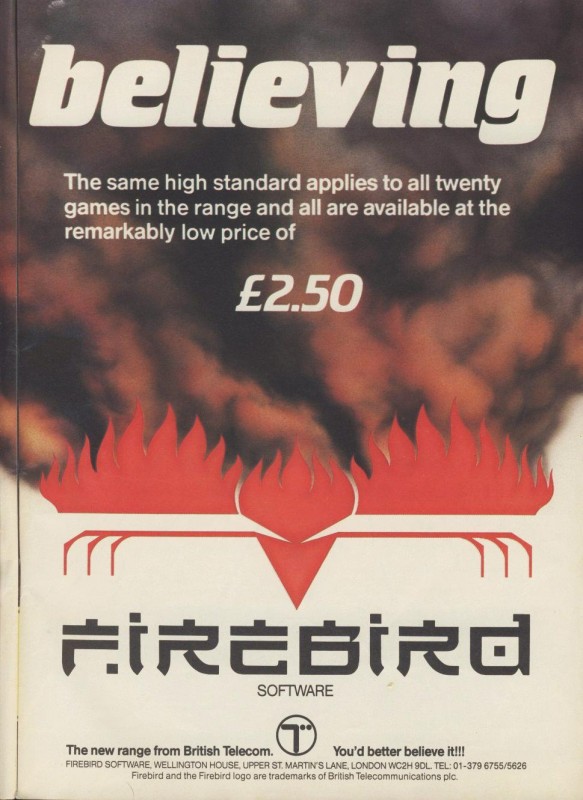 believing
The same high standard applies to all twenty
games in the range and all are available at the
remarkably low price of
£2.50
FIREBIRD
SOFTWARE
The new range from British Telecom. T You'd better believe it!!!
FIREBIRD SOFTWARE, WELLINGTON HOUSE, UPPER ST. MARTIN'S LANE, LONDON WC2H 9DL. TEL: 01-379 6755/5626
Firebird and the Firebird logo are trademarks of British Telecommunications plc.